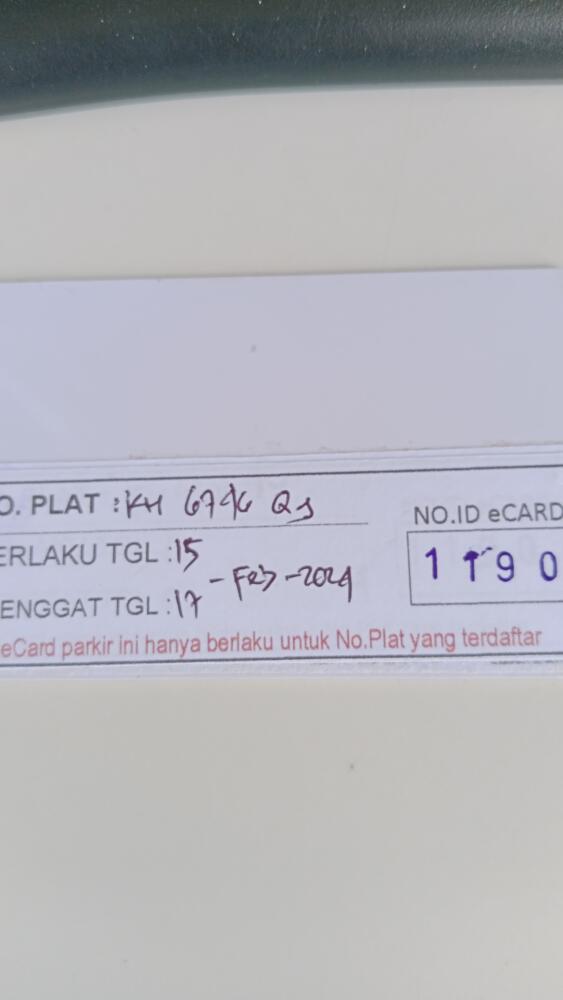 O. PLAT : KH 6746 QJ
NO.ID eCARD
ERLAKU TGL : 15
1 1 9 0
- Feb - 2024
ENGGAT TGL : 17
eCard parkir ini hanya berlaku untuk No.Plat yang terdaftar